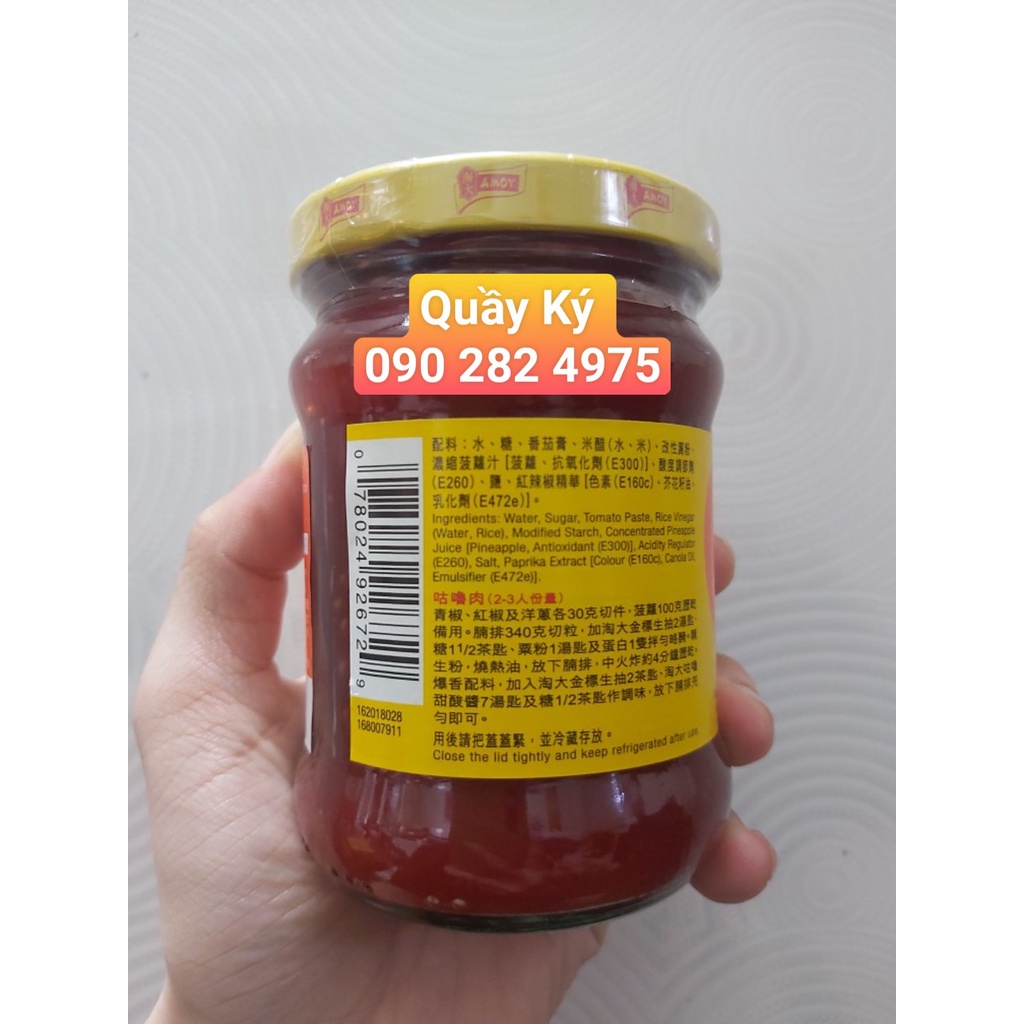 淘大 AMOY
AMOY
AMOY
Quầy Ký
090 282 4975
配料：水、糖、番茄膏、米醋(水、米)、改性澱粉、
濃縮菠蘿汁[菠蘿、抗氧化劑(E300)]、酸度調節劑
(E260)、鹽、紅辣椒精華[色素(E160c)、芥花籽油、
乳化劑(E472e)]。
Ingredients: Water, Sugar, Tomato Paste, Rice Vinegar
(Water, Rice), Modified Starch, Concentrated Pineapple
Juice [Pineapple, Antioxidant (E300)], Acidity Regulator
(E260), Salt, Paprika Extract [Colour (E160c), Canola Oil,
Emulsifier (E472e)].
咕嚕肉(2-3人份量)
青椒、紅椒及洋蔥各30克切件，菠蘿100克瀝乾
備用。腩排340克切粒，加淘大金標生抽2湯匙、
糖1 1/2茶匙、粟粉1湯匙及蛋白1隻拌勻略醃。
生粉，燒熱油，放下腩排，中火炸約4分鐘瀝乾。
爆香配料，加入淘大金標生抽2茶匙、淘大咕嚕
甜酸醬7湯匙及糖1/2茶匙作調味，放下腩排
勻即可。
用後請把蓋蓋緊，並冷藏存放。
Close the lid tightly and keep refrigerated after use.
0 78024 92672 9
162018028
168007911